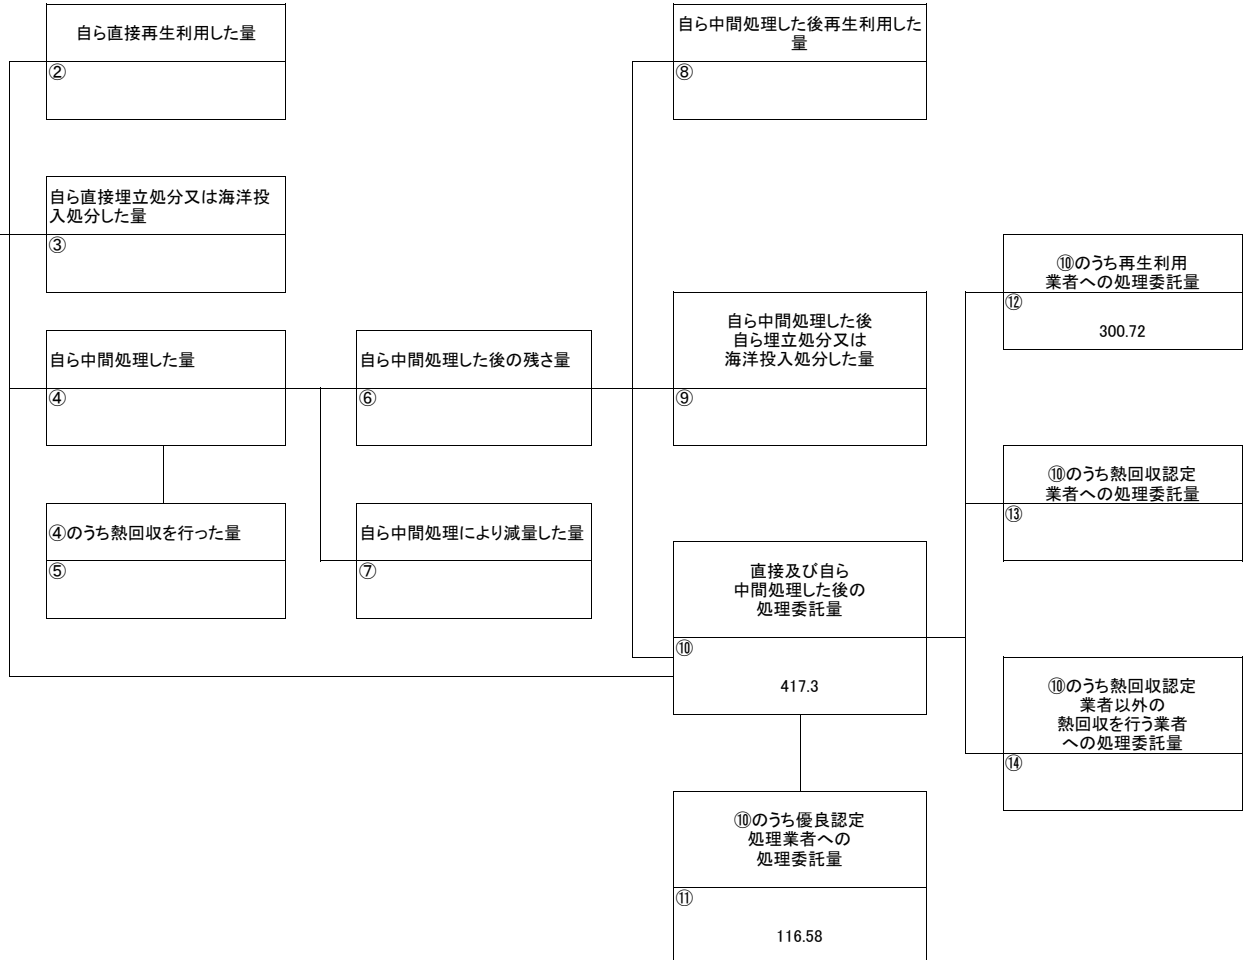 自ら直接再生利用した量
②
自ら中間処理した後再生利用した
量
⑧
自ら直接埋立処分又は海洋投
入処分した量
③
⑩のうち再生利用
業者への処理委託量
⑫
300.72
自ら中間処理した量
④
自ら中間処理した後の残さ量
⑥
自ら中間処理した後
自ら埋立処分又は
海洋投入処分した量
⑨
⑩のうち熱回収認定
業者への処理委託量
⑬
④のうち熱回収を行った量
⑤
自ら中間処理により減量した量
⑦
直接及び自ら
中間処理した後の
処理委託量
⑩
417.3
⑩のうち熱回収認定
業者以外の
熱回収を行う業者
への処理委託量
⑭
⑩のうち優良認定
処理業者への
処理委託量
⑪
116.58